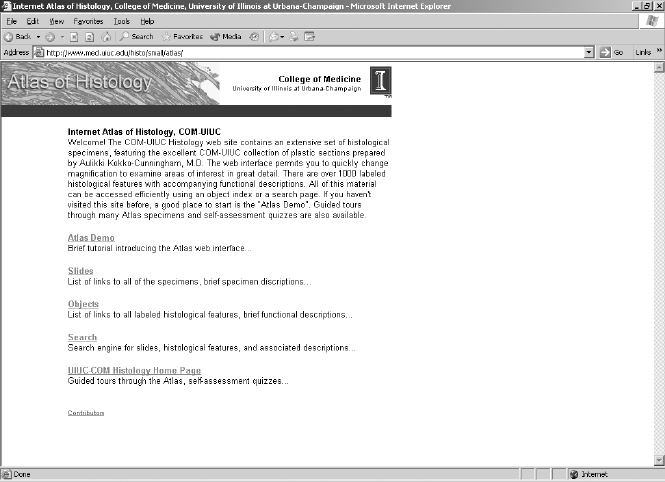 Internet Atlas of Histology, College of Medicine, University of Illinois at Urbana-Champaign - Microsoft Internet Explorer
File Edit View Favorites Tools Help
Back Search Favorites Media
Address http://www.med.uiuc.edu/histo/small/atlas/ Go Links »
Atlas of Histology
College of Medicine
University of Illinois at Urbana-Champaign
I
TM
Internet Atlas of Histology, COM-UIUC
Welcome! The COM-UIUC Histology web site contains an extensive set of histological
specimens, featuring the excellent COM-UIUC collection of plastic sections prepared
by Aulikki Kokko-Cunningham, M.D. The web interface permits you to quickly change
magnification to examine areas of interest in great detail. There are over 1000 labeled
histological features with accompanying functional descriptions. All of this material
can be accessed efficiently using an object index or a search page. If you haven't
visited this site before, a good place to start is the "Atlas Demo". Guided tours
through many Atlas specimens and self-assessment quizzes are also available.
Atlas Demo
Brief tutorial introducing the Atlas web interface...
Slides
List of links to all of the specimens, brief specimen discriptions...
Objects
List of links to all labeled histological features, brief functional descriptions...
Search
Search engine for slides, histological features, and associated descriptions...
UIUC-COM Histology Home Page
Guided tours through the Atlas, self-assessment quizzes...
Contributors
Done Internet